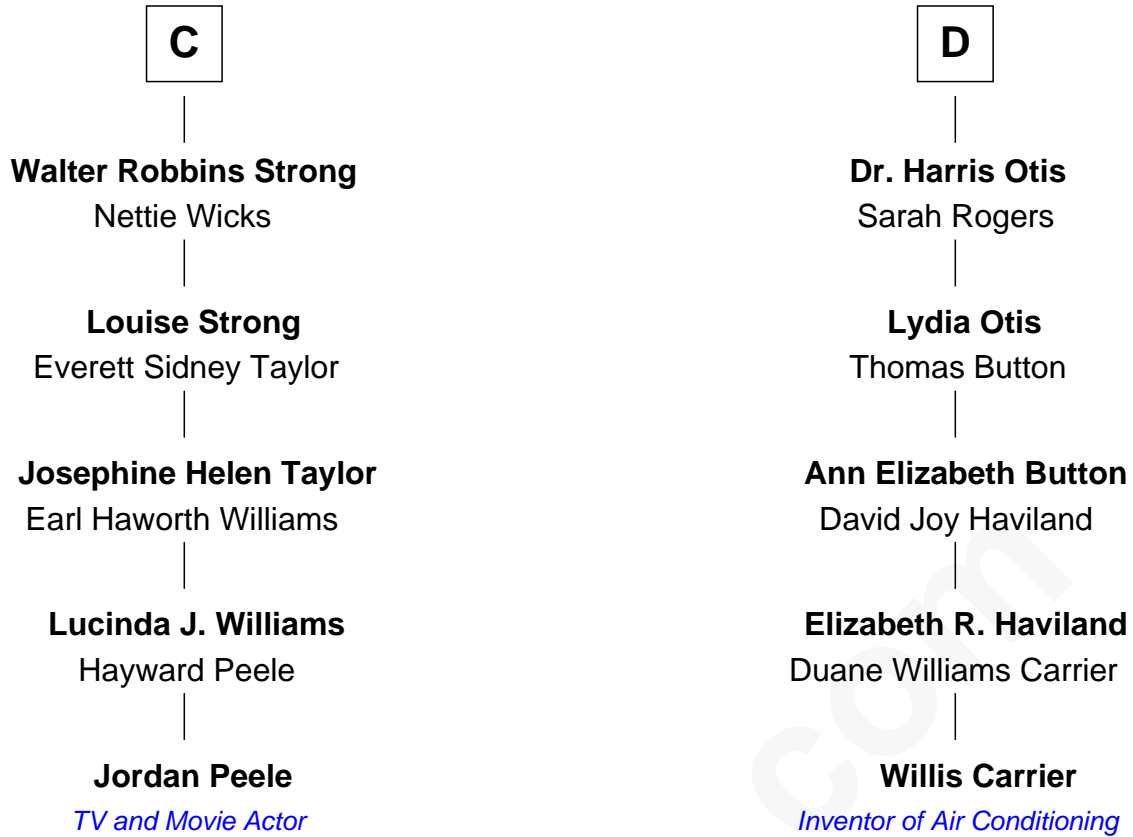 C
Walter Robbins Strong
Nettie Wicks
Louise Strong
Everett Sidney Taylor
Josephine Helen Taylor
Earl Haworth Williams
Lucinda J. Williams
Hayward Peele
Jordan Peele
TV and Movie Actor
D
Dr. Harris Otis
Sarah Rogers
Lydia Otis
Thomas Button
Ann Elizabeth Button
David Joy Haviland
Elizabeth R. Haviland
Duane Williams Carrier
Willis Carrier
Inventor of Air Conditioning
com